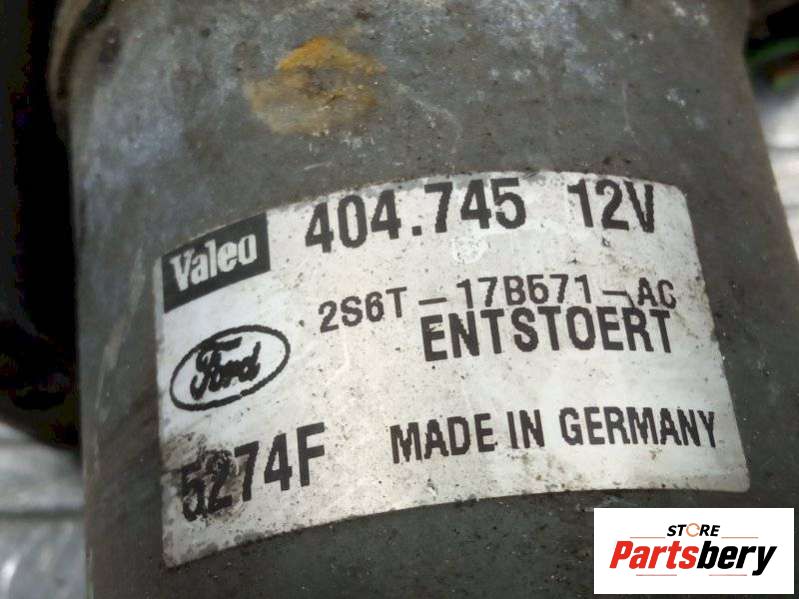 Valeo 404.745 12V
2S6T-17B571-AC
ENTSTOERT
Ford
5274F MADE IN GERMANY
STORE
Partsbery